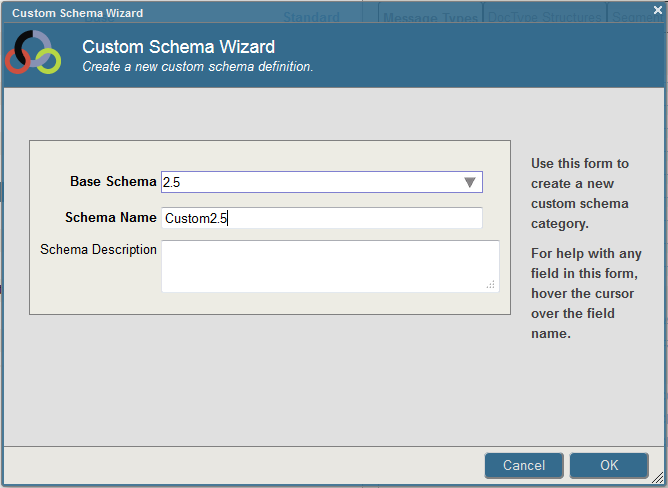 Custom Schema Wizard
Standard
Message Types
DocType Structures
Segment
Custom Schema Wizard
Create a new custom schema definition.
Base Schema 2.5
Schema Name Custom2.5
Schema Description
Use this form to
create a new
custom schema
category.
For help with any
field in this form,
hover the cursor
over the field
name.
Cancel
OK